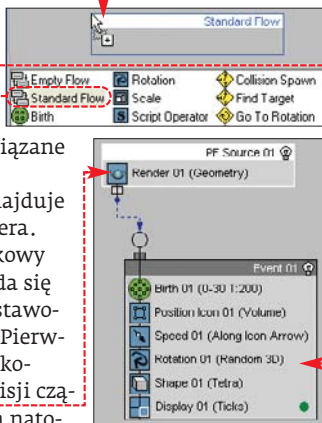 Standard Flow
Empty Flow Rotation Collision Spawn
Standard Flow Scale Find Target
Birth Script Operator Go To Rotation
iązane
PF Source 01
Render 01 (Geometry)
ajduje
era.
kowy
da się
stawo-
Pierw-
ko-
isji czą-
nato-
Event 01
Birth 01 (0-30 T:200)
Position Icon 01 (Volume)
Speed 01 (Along Icon Arrow)
Rotation 01 (Random 3D)
Shape 01 (Tetra)
Display 01 (Ticks)